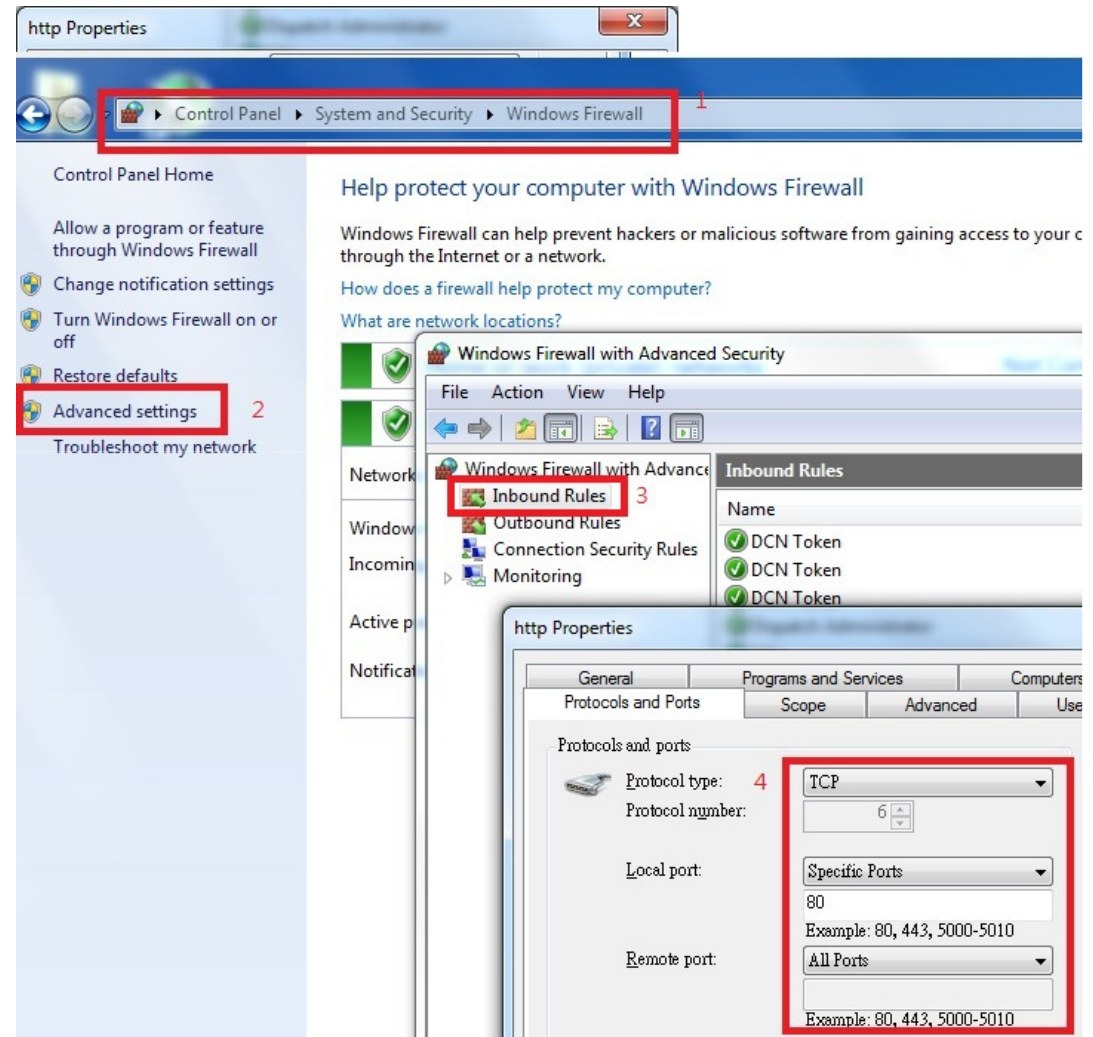 http Properties
Control Panel ▸ System and Security ▸ Windows Firewall
1
Control Panel Home
Allow a program or feature
through Windows Firewall
Change notification settings
Turn Windows Firewall on or
off
Restore defaults
Advanced settings
2
Troubleshoot my network
Help protect your computer with Windows Firewall
Windows Firewall can help prevent hackers or malicious software from gaining access to your c
through the Internet or a network.
How does a firewall help protect my computer?
What are network locations?
Network
Window
Incomin
Active p
Notificat
Windows Firewall with Advanced Security
File Action View Help
Windows Firewall with Advance
Inbound Rules
3
Outbound Rules
Connection Security Rules
Monitoring
Inbound Rules
Name
DCN Token
DCN Token
DCN Token
http Properties
General Programs and Services Computers
Protocols and Ports Scope Advanced Use
Protocols and ports
Protocol type: 4 TCP
Protocol number: 6
Local port: Specific Ports
80
Example: 80, 443, 5000-5010
Remote port: All Ports
Example: 80, 443, 5000-5010